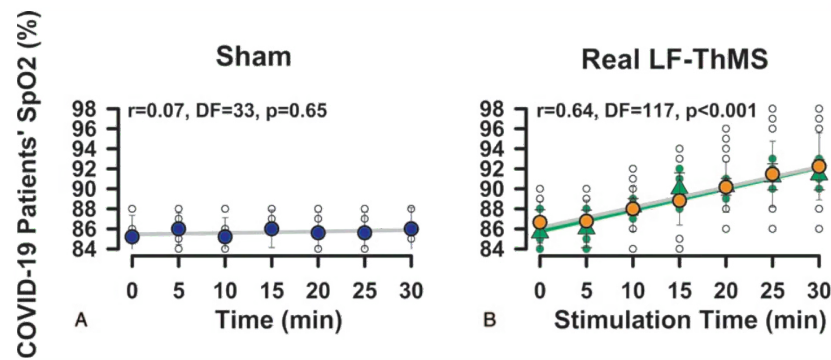 COVID-19 Patients' SpO2 (%)
Sham
r=0.07, DF=33, p=0.65
98
96
94
92
90
88
86
84
0 5 10 15 20 25 30
A
Time (min)
Real LF-ThMS
r=0.64, DF=117, p<0.001
98
96
94
92
90
88
86
84
0 5 10 15 20 25 30
B
Stimulation Time (min)